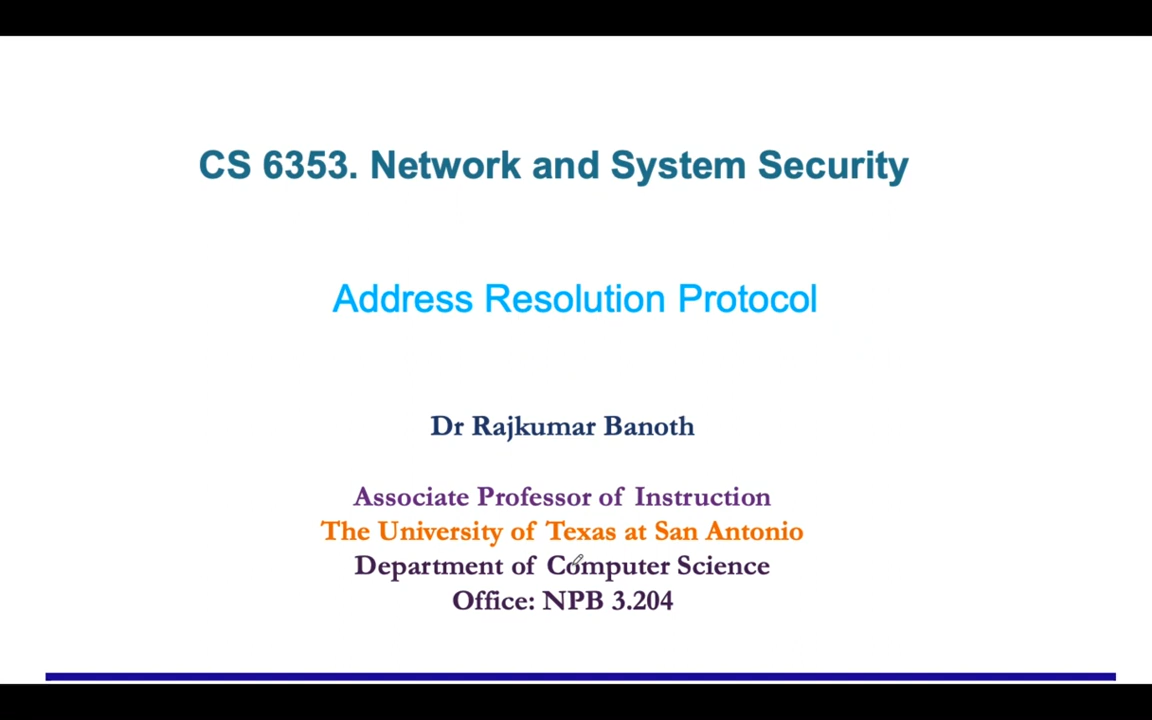 CS 6353. Network and System Security
Address Resolution Protocol
Dr Rajkumar Banoth
Associate Professor of Instruction
The University of Texas at San Antonio
Department of Computer Science
Office: NPB 3.204